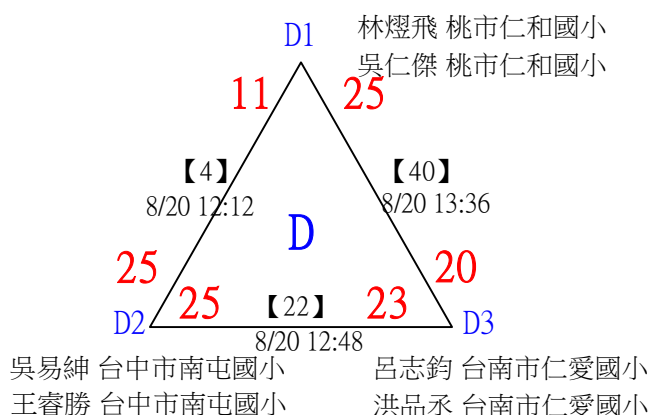 D1
林熠飛 桃市仁和國小
吳仁傑 桃市仁和國小
11
25
【4】
8/20 12:12
【40】
8/20 13:36
D
25
20
25
【22】
23
D2
8/20 12:48
D3
吳易紳 台中市南屯國小
王睿勝 台中市南屯國小
呂志鈞 台南市仁愛國小
洪品丞 台南市仁愛國小